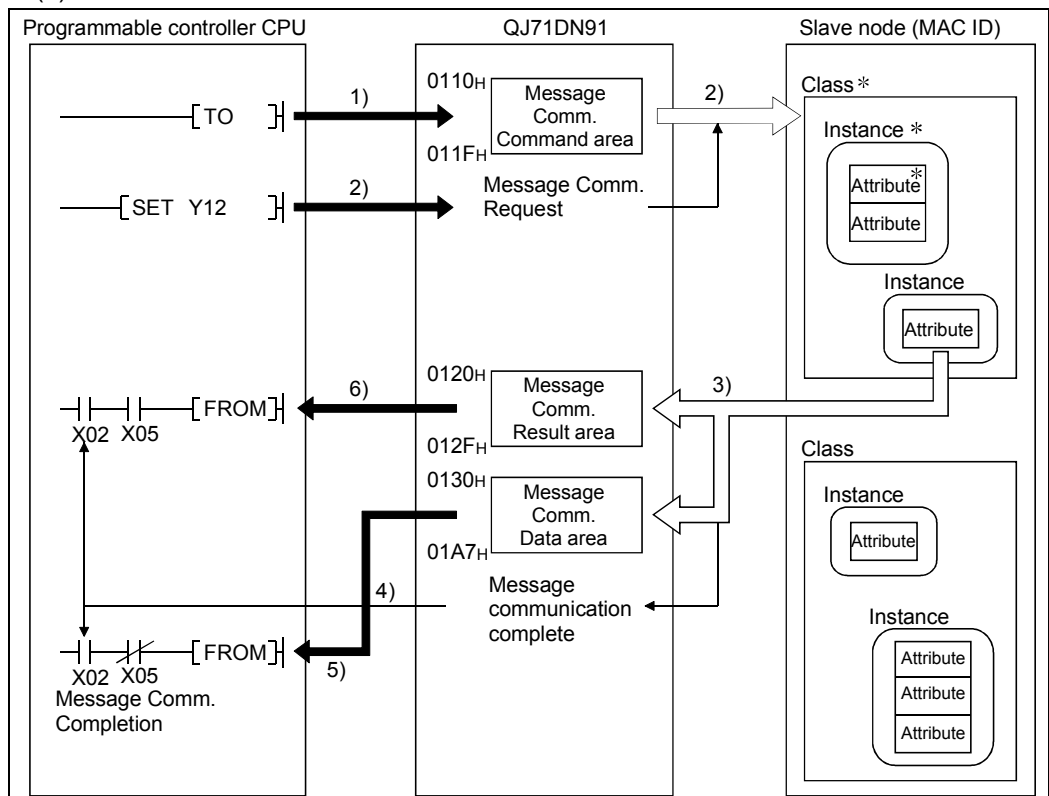 Programmable controller CPU
QJ71DN91
Slave node (MAC ID)
TO
1)
0110H
Message
Comm.
Command area
011FH
2)
SET Y12
2)
Message Comm.
Request
Class*
Instance *
Attribute*
Attribute
Instance
Attribute
X02 X05
FROM
6)
0120H
Message
Comm.
Result area
012FH
3)
0130H
Message
Comm.
Data area
01A7H
4)
Message
communication
complete
X02 X05
FROM
5)
Message Comm.
Completion
Class
Instance
Attribute
Instance
Attribute
Attribute
Attribute